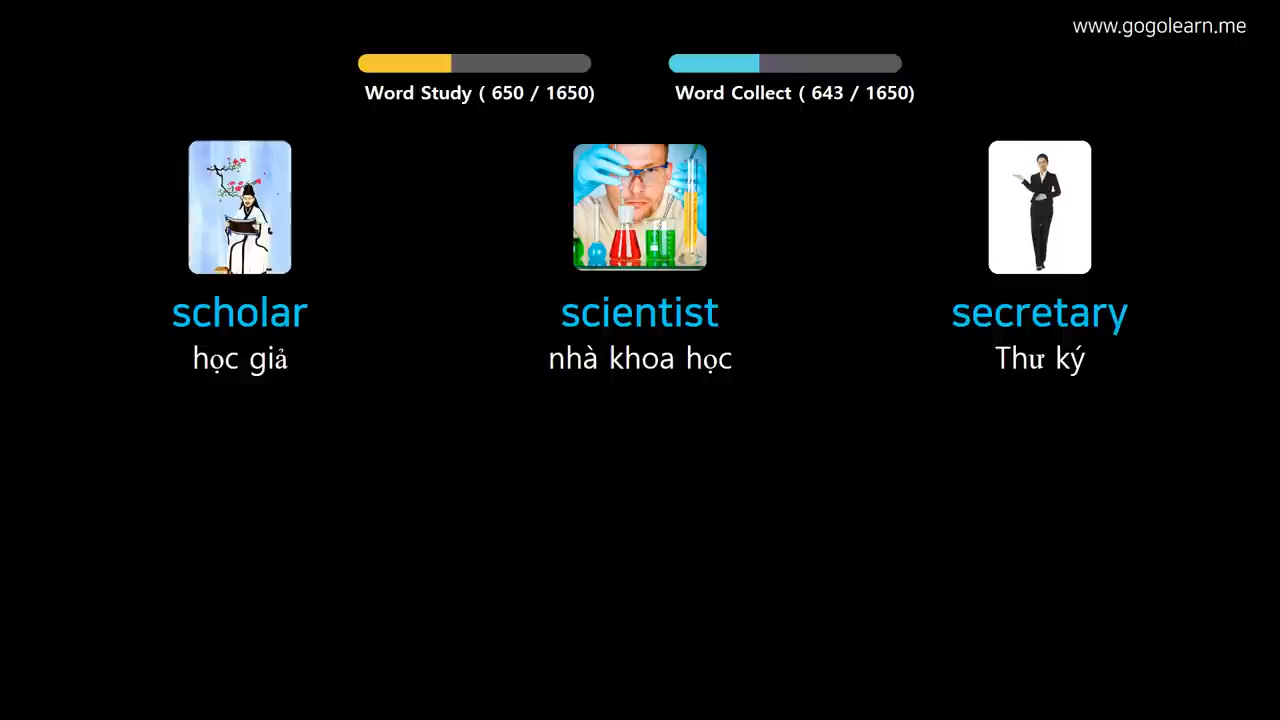 www.gogolearn.me
Word Study ( 650 / 1650)
Word Collect ( 643 / 1650)
scholar
học giả
scientist
nhà khoa học
secretary
Thư ký